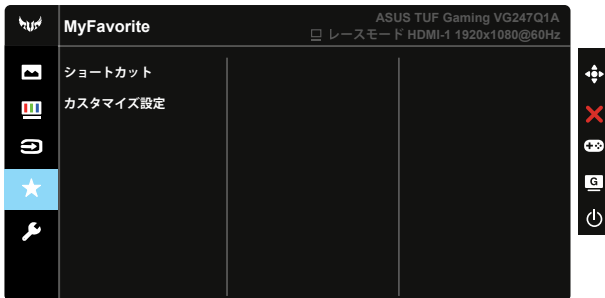 MyFavorite
ASUS TUF Gaming VG247Q1A
レースモード HDMI-1 1920x1080@60Hz
ショートカット
カスタマイズ設定
G